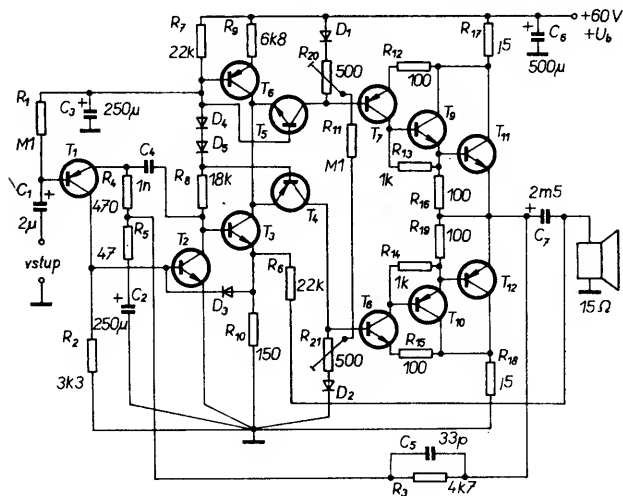 R7
22k
R9
6k8
D1
R20
500
R12
100
R17
j5
+60V
+Ub
C6
500µ
R1
M1
C3
250µ
T6
T5
D4
D5
R11
M1
T7
T9
T11
R13
1k
T1
C4
1n
R4
470
R8
18k
T4
R16
100
C1
2µ
R5
47
T2
T3
R6
22k
R19
100
2m5
C7
vstup
C2
250µ
D3
R14
1k
T12
15Ω
R2
3k3
R10
150
R21
500
T8
T10
R15
100
R18
j5
D2
C5
33p
R3
4k7